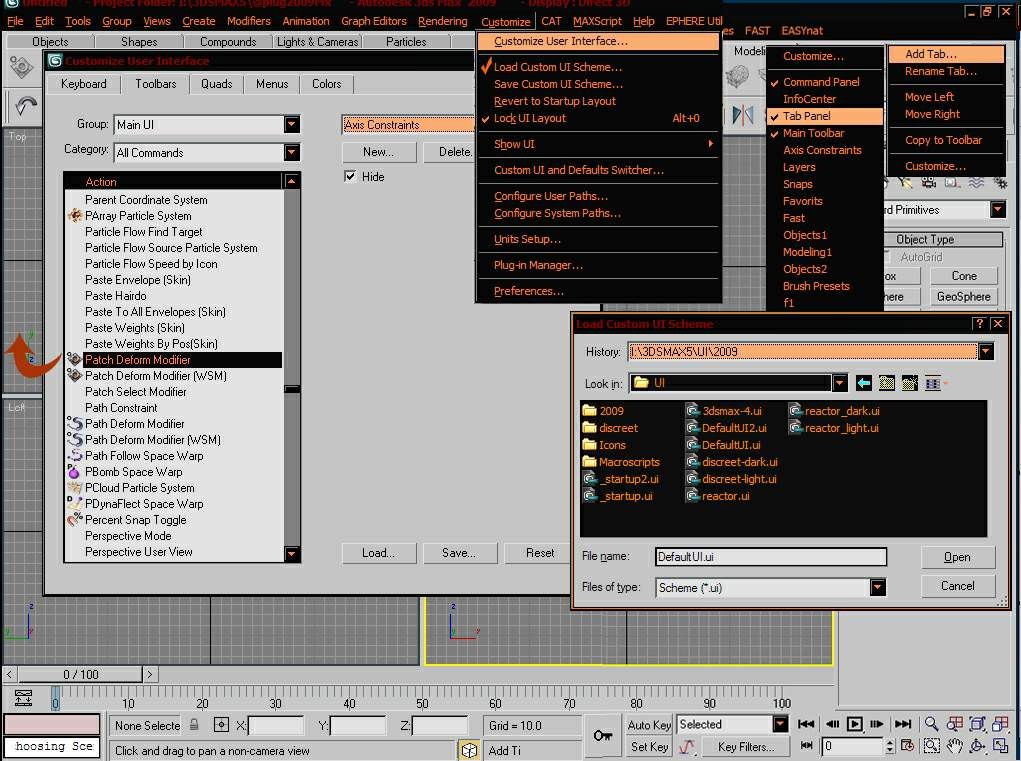 Untitled - Project Folder: I:\3DSMAX5\@plug2009Mx - Autodesk 3ds Max 2009 - Display : Direct 3D
File Edit Tools Group Views Create Modifiers Animation Graph Editors Rendering Customize CAT MAXScript Help EPHERE Util
es FAST EASYnat
Objects Shapes Compounds Lights & Cameras Particles
Modeli
Customize User Interface
Keyboard Toolbars Quads Menus Colors
Group: Main UI
Category: All Commands
Axis Constraints
New... Delete.
Hide
Action
Parent Coordinate System
PArray Particle System
Particle Flow Find Target
Particle Flow Source Particle System
Particle Flow Speed by Icon
Paste Envelope (Skin)
Paste Hairdo
Paste To All Envelopes (Skin)
Paste Weights (Skin)
Paste Weights By Pos(Skin)
Patch Deform Modifier
Patch Deform Modifier (WSM)
Patch Select Modifier
Path Constraint
Path Deform Modifier
Path Deform Modifier (WSM)
Path Follow Space Warp
PBomb Space Warp
PCloud Particle System
PDynaFlect Space Warp
Percent Snap Toggle
Perspective Mode
Perspective User View
Load... Save... Reset
Customize User Interface...
Load Custom UI Scheme...
Save Custom UI Scheme...
Revert to Startup Layout
Lock UI Layout Alt+0
Show UI
Custom UI and Defaults Switcher...
Configure User Paths...
Configure System Paths...
Units Setup...
Plug-in Manager...
Preferences...
Customize...
Command Panel
InfoCenter
Tab Panel
Main Toolbar
Axis Constraints
Layers
Snaps
Favorits
Fast
Objects1
Modeling1
Objects2
Brush Presets
f1
Add Tab...
Rename Tab...
Move Left
Move Right
Copy to Toolbar
Customize...
rd Primitives
Object Type
AutoGrid
ox Cone
here GeoSphere
Load Custom UI Scheme
History: I:\3DSMAX5\UI\2009
Look in: UI
2009
discreet
Icons
Macroscripts
_startup2.ui
_startup.ui
3dsmax-4.ui
DefaultUI2.ui
DefaultUI.ui
discreet-dark.ui
discreet-light.ui
reactor.ui
reactor_dark.ui
reactor_light.ui
File name: DefaultUI.ui Open
Files of type: Scheme (*.ui) Cancel
Top
Left
z
y
z
z
y
z
y
0 / 100
0 10 20 30 40 50 60 70 80 90 100
None Selecte X: Y: Z: Grid = 10.0 Auto Key Selected
hoosing Sce: Click and drag to pan a non-camera view Add Ti Set Key Key Filters... 0